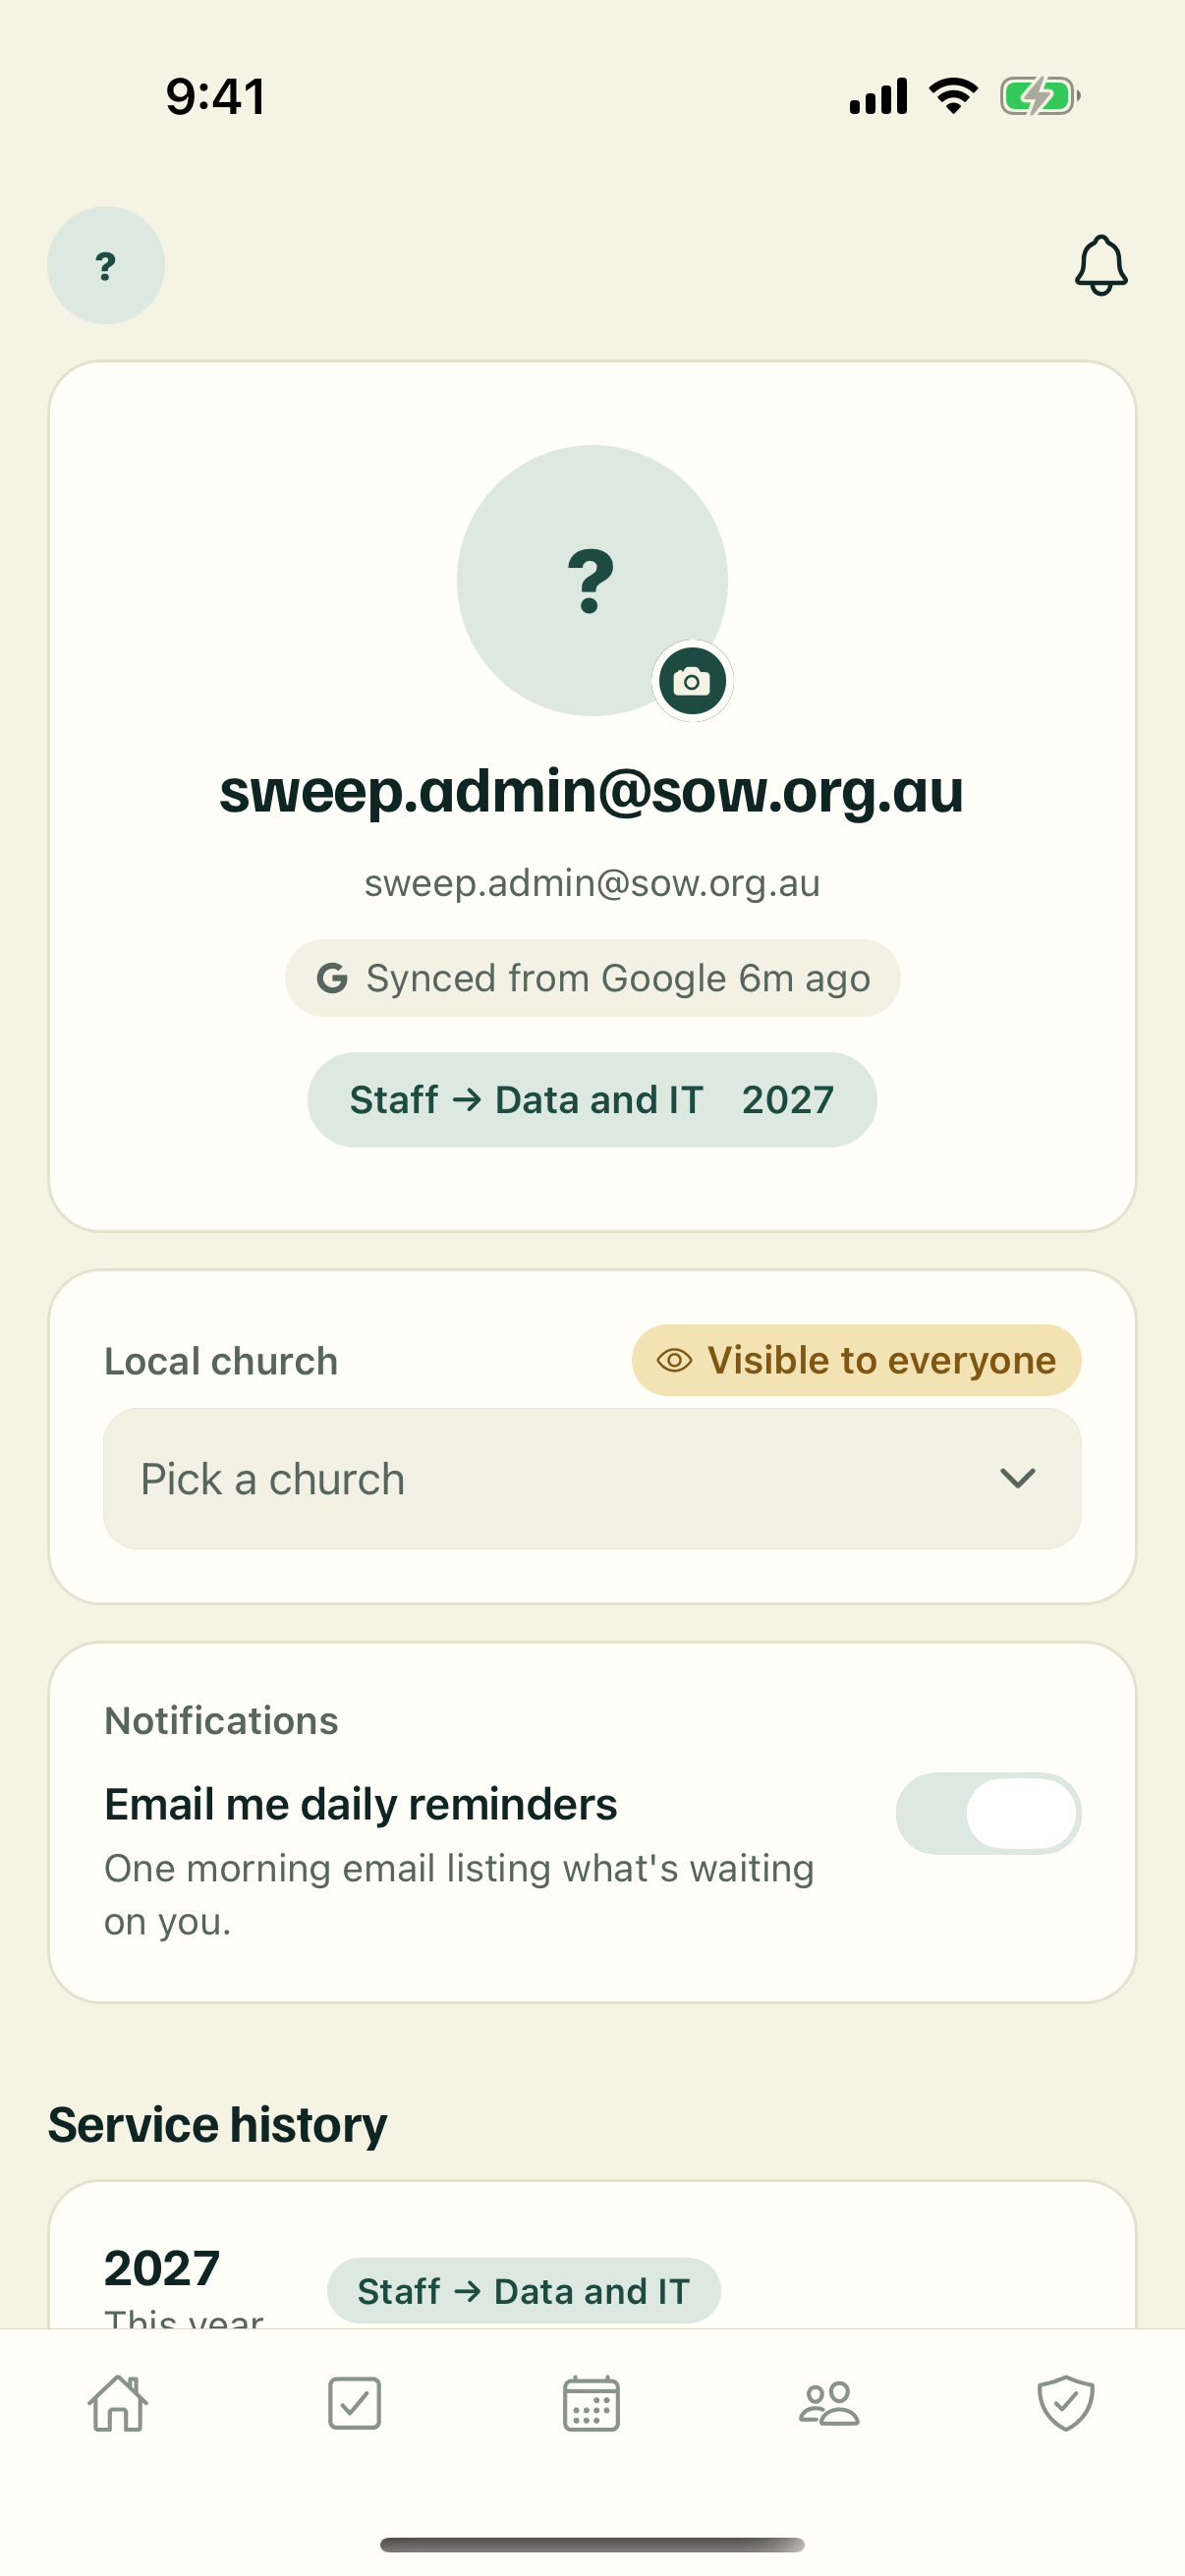 9:41
?
?
sweep.admin@sow.org.au
sweep.admin@sow.org.au
G Synced from Google 6m ago
Staff → Data and IT 2027
Local church
Visible to everyone
Pick a church
Notifications
Email me daily reminders
One morning email listing what's waiting
on you.
Service history
2027
Staff → Data and IT
This year